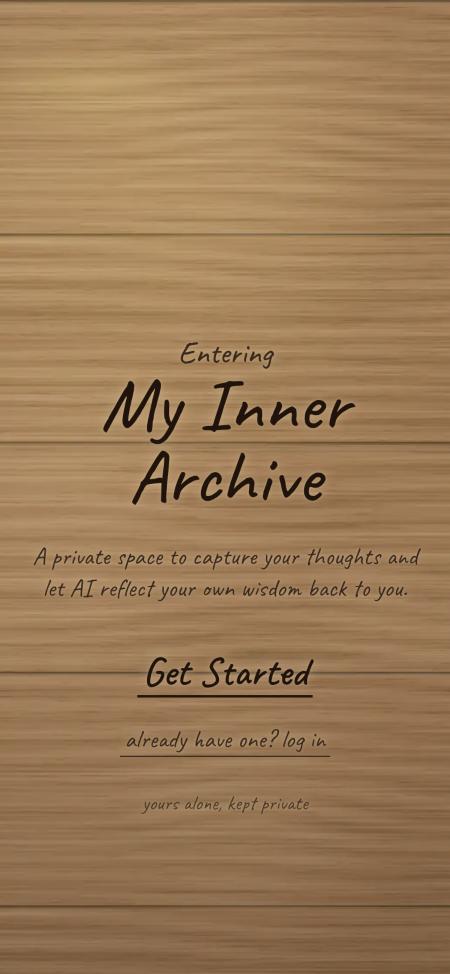 Entering
My Inner
Archive
A private space to capture your thoughts and
let AI reflect your own wisdom back to you.
Get Started
already have one? log in
yours alone, kept private